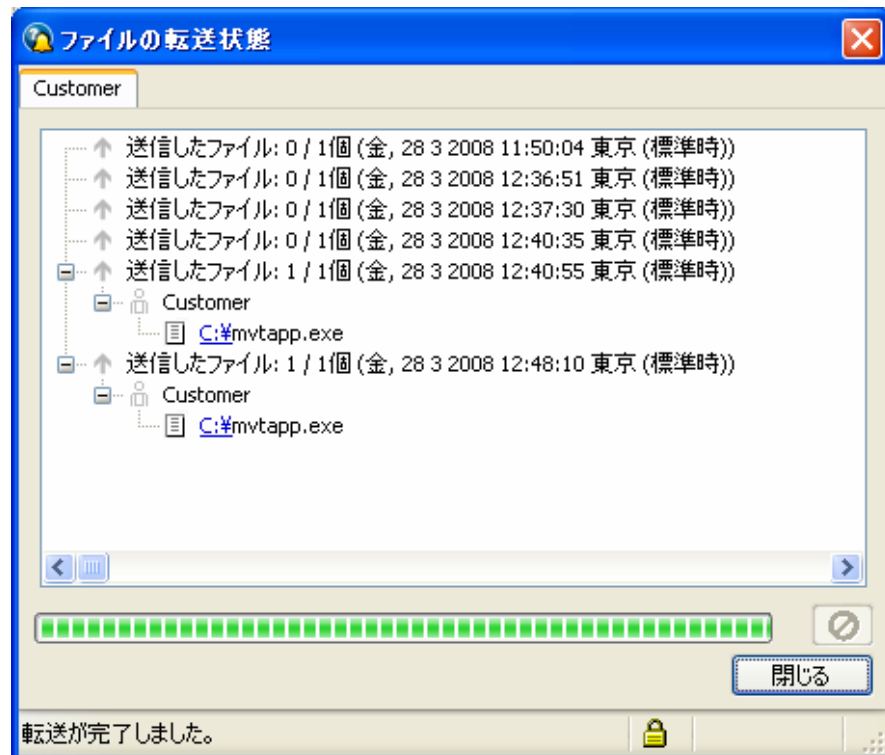 ファイルの転送状態
Customer
送信したファイル: 0 / 1個 (金, 28 3 2008 11:50:04 東京 (標準時))
送信したファイル: 0 / 1個 (金, 28 3 2008 12:36:51 東京 (標準時))
送信したファイル: 0 / 1個 (金, 28 3 2008 12:37:30 東京 (標準時))
送信したファイル: 0 / 1個 (金, 28 3 2008 12:40:35 東京 (標準時))
送信したファイル: 1 / 1個 (金, 28 3 2008 12:40:55 東京 (標準時))
Customer
C:¥mvtapp.exe
送信したファイル: 1 / 1個 (金, 28 3 2008 12:48:10 東京 (標準時))
Customer
C:¥mvtapp.exe
閉じる
転送が完了しました。